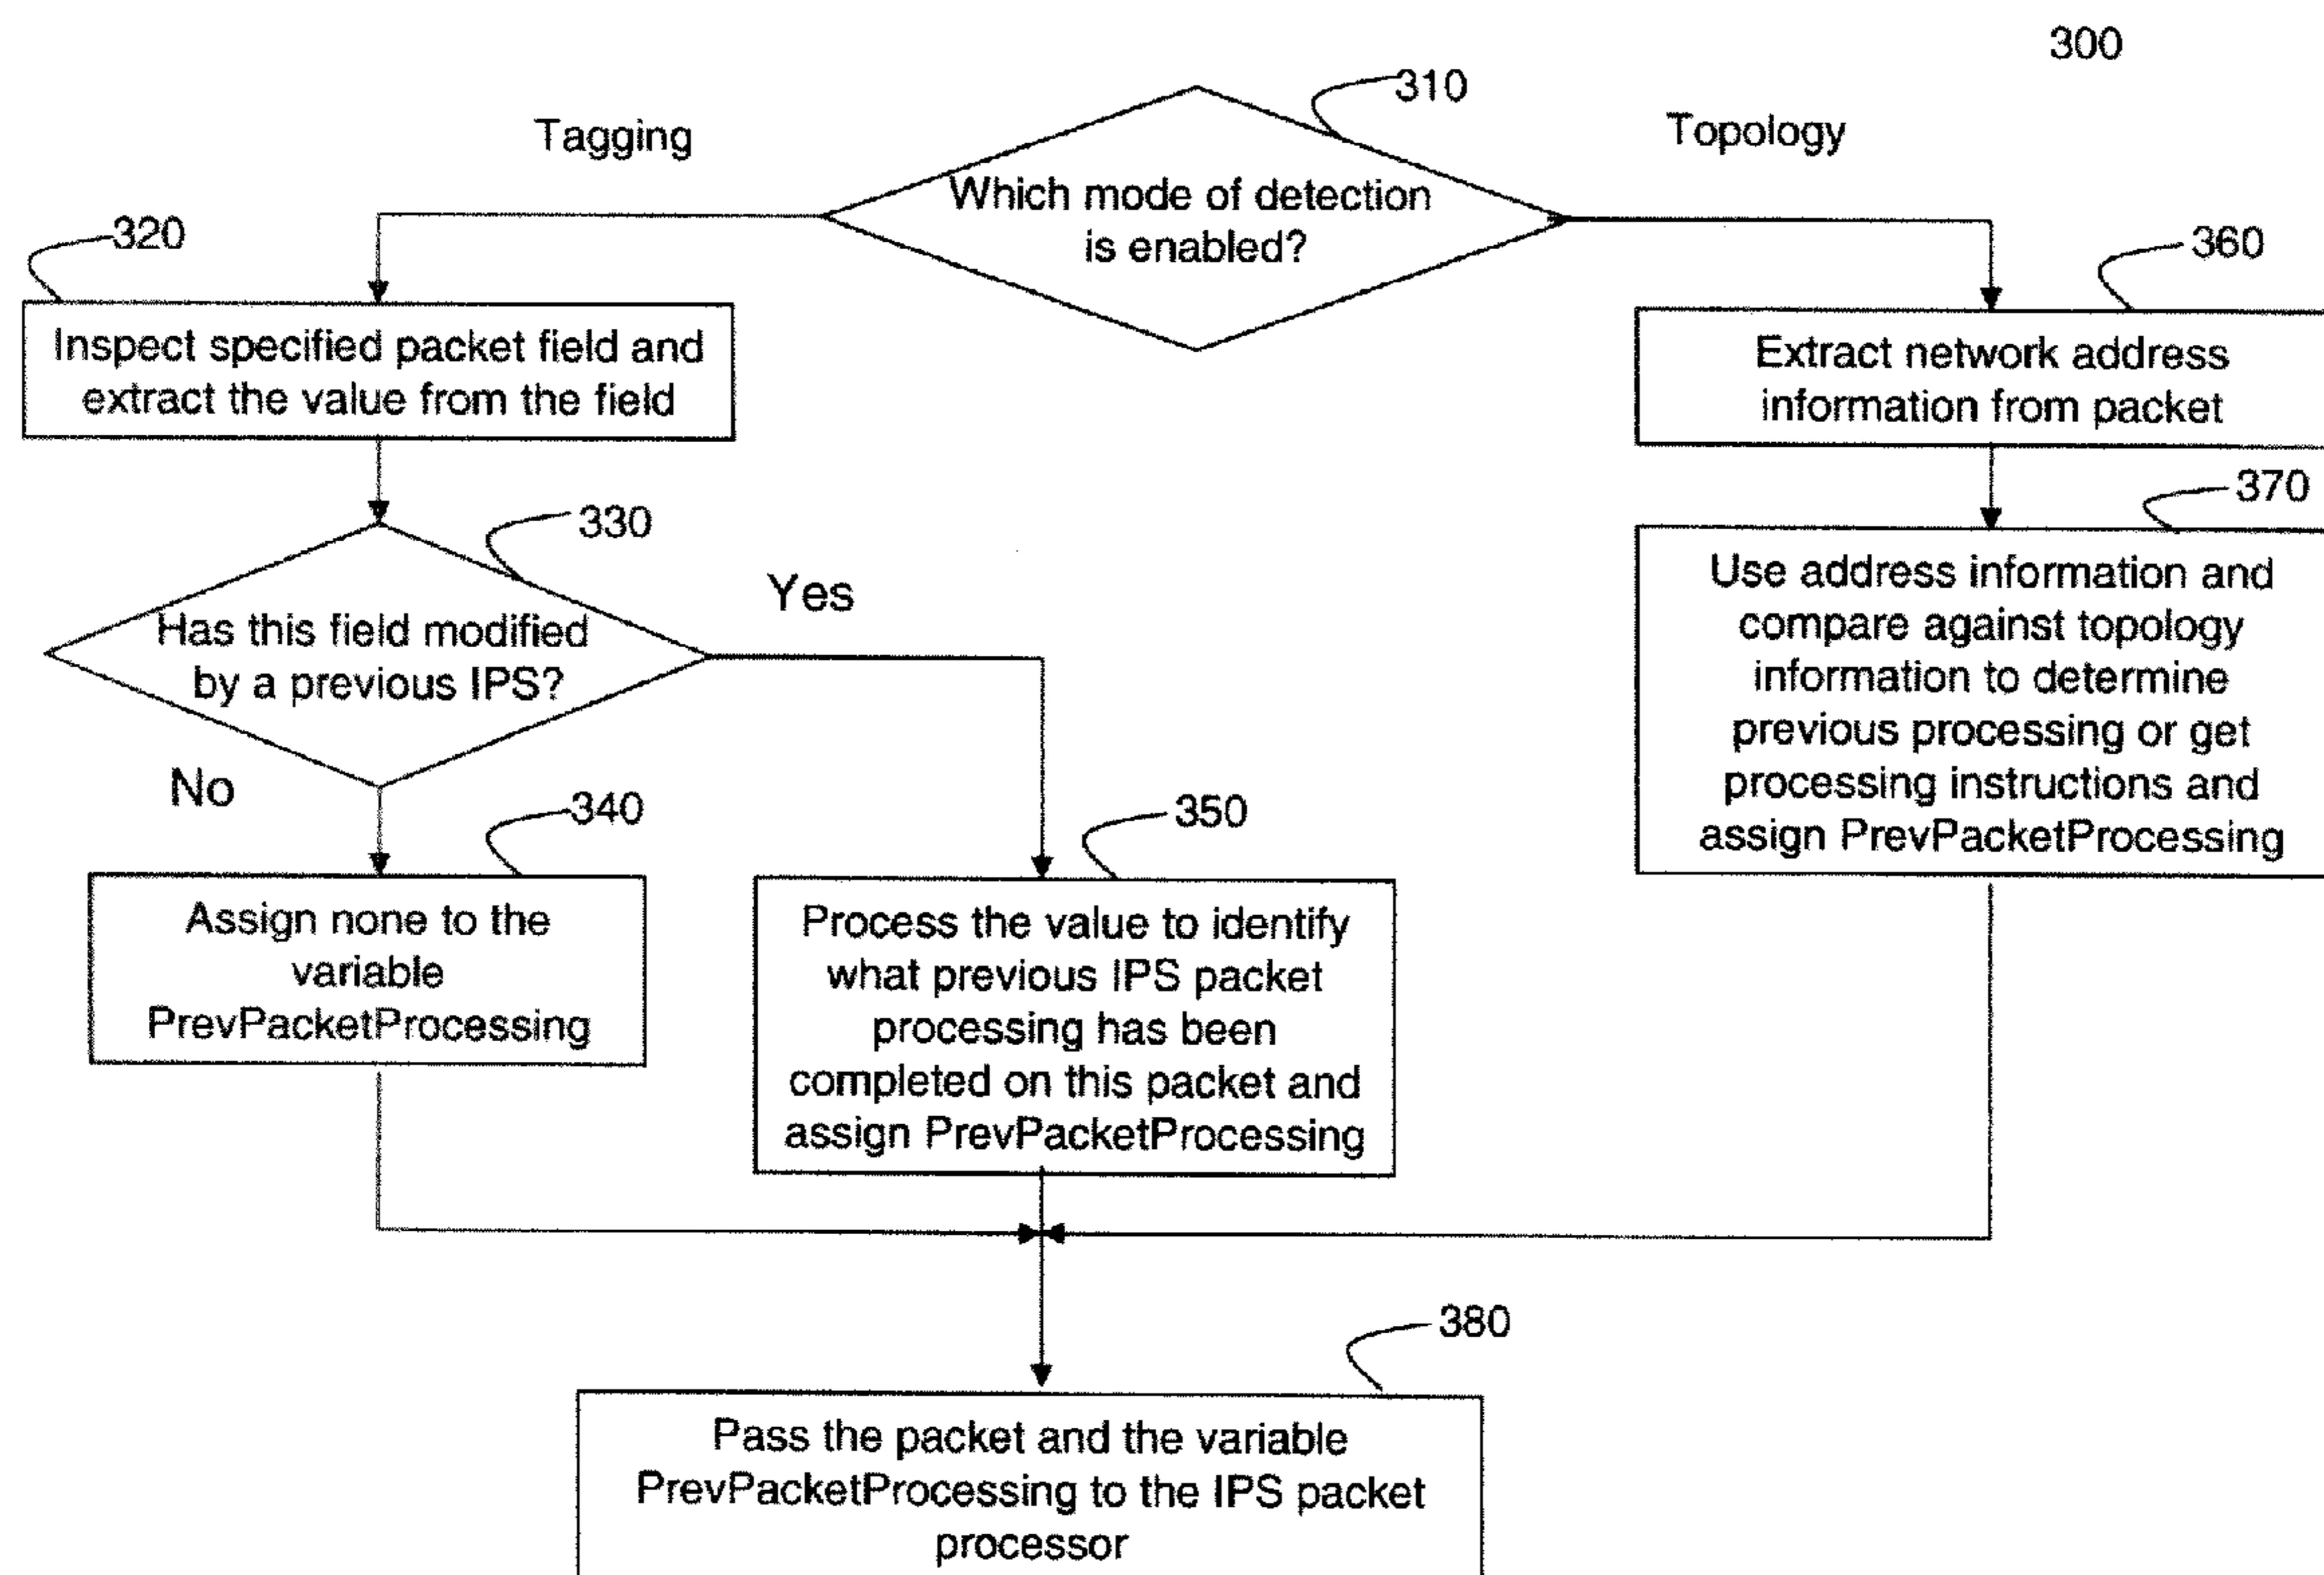 300
310
Tagging
Topology
Which mode of detection
is enabled?
320
360
Inspect specified packet field and
extract the value from the field
Extract network address
information from packet
330
370
Has this field modified
by a previous IPS?
Yes
No
Use address information and
compare against topology
information to determine
previous processing or get
processing instructions and
assign PrevPacketProcessing
340
350
Assign none to the
variable
PrevPacketProcessing
Process the value to identify
what previous IPS packet
processing has been
completed on this packet and
assign PrevPacketProcessing
380
Pass the packet and the variable
PrevPacketProcessing to the IPS packet
processor